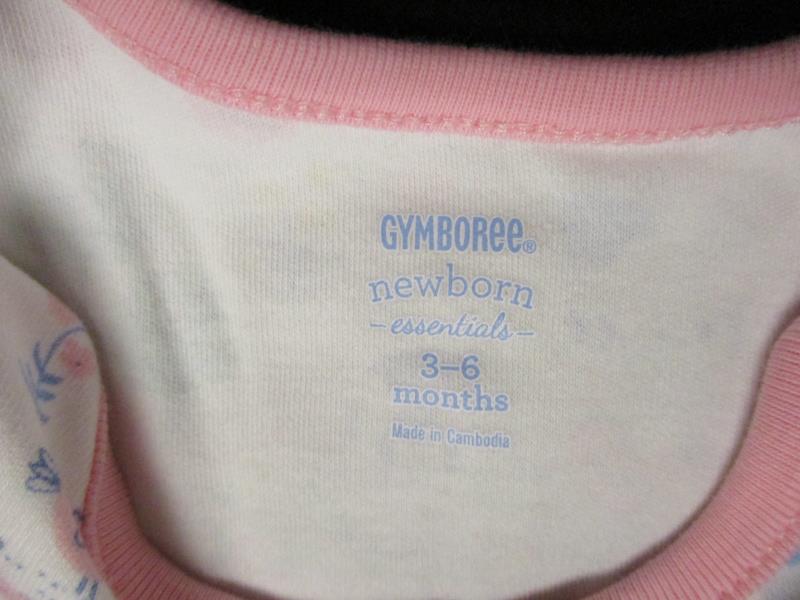 GYMBOREE®
newborn
-essentials-
3-6
months
Made in Cambodia